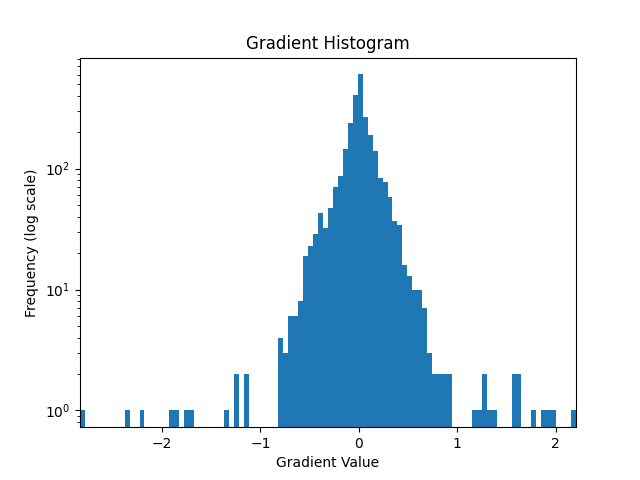 Gradient Histogram
Frequency (log scale)
10²
10¹
10⁰
−2
−1
0
1
2
Gradient Value